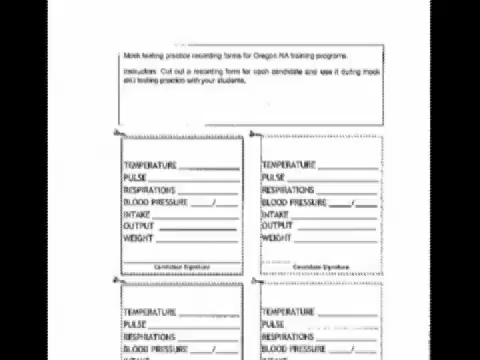 Mock testing practice recording forms for Oregon NA training programs.
Instructors: Cut out a recording form for each candidate and use it during mock
skill testing practice with your students.
TEMPERATURE
PULSE
RESPIRATIONS
BLOOD PRESSURE /
INTAKE
OUTPUT
WEIGHT
Candidate Signature
TEMPERATURE
PULSE
RESPIRATIONS
BLOOD PRESSURE /
INTAKE
OUTPUT
WEIGHT
Candidate Signature
TEMPERATURE
PULSE
RESPIRATIONS
BLOOD PRESSURE /
TEMPERATURE
PULSE
RESPIRATIONS
BLOOD PRESSURE /